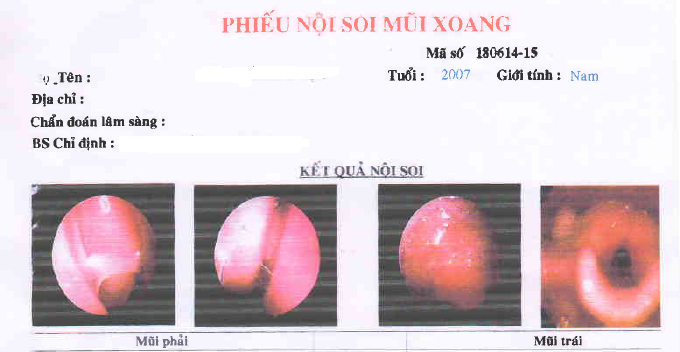 PHIẾU NỘI SOI MŨI XOANG
Mã số 180614-15
Tên :
Tuổi : 2007 Giới tính : Nam
Địa chỉ :
Chẩn đoán lâm sàng :
BS Chỉ định :
KẾT QUẢ NỘI SOI
Mũi phải Mũi trái